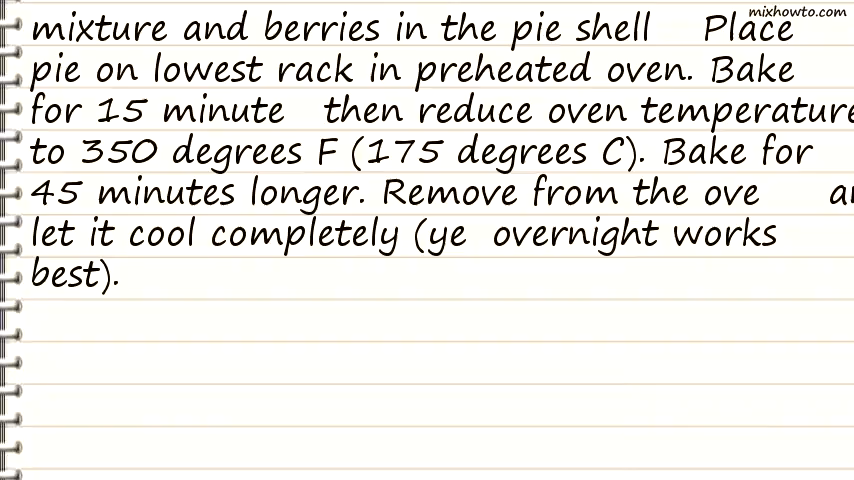 mixhowto.com
mixture and berries in the pie shell Place
pie on lowest rack in preheated oven. Bake
for 15 minute then reduce oven temperature
to 350 degrees F (175 degrees C). Bake for
45 minutes longer. Remove from the ove
let it cool completely (ye overnight works
best).